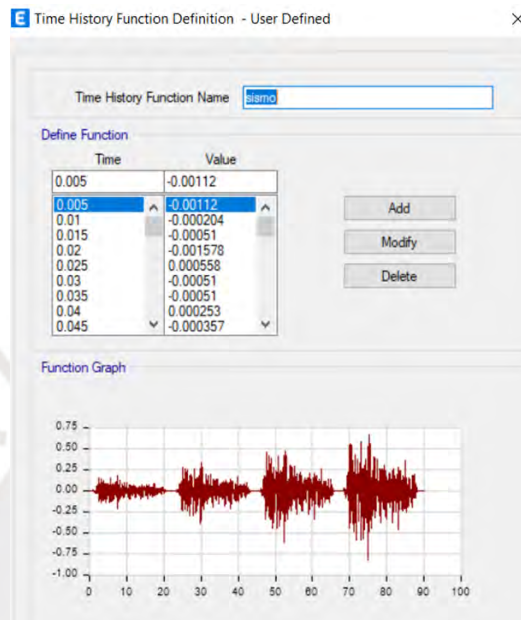 E Time History Function Definition - User Defined ×
Time History Function Name sismo
Define Function
Time Value
0.005 -0.00112
0.005 -0.00112
0.01 -0.000204
0.015 -0.00051
0.02 -0.001578
0.025 0.000558
0.03 -0.00051
0.035 -0.00051
0.04 0.000253
0.045 -0.000357
Add
Modify
Delete
Function Graph
0.75
0.50
0.25
0.00
-0.25
-0.50
-0.75
-1.00
0 10 20 30 40 50 60 70 80 90 100